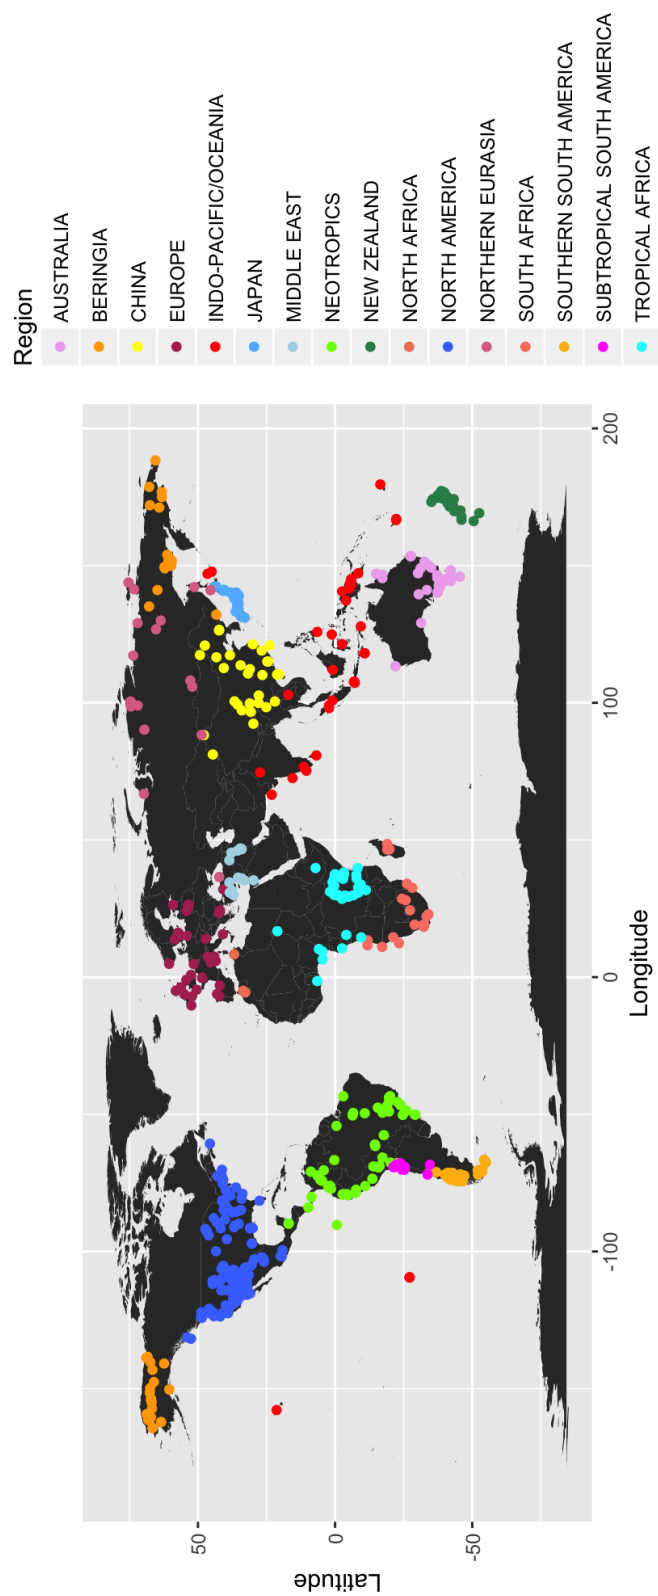 Region
AUSTRALIA
BERINGIA
CHINA
EUROPE
INDO-PACIFIC/OCEANIA
JAPAN
MIDDLE EAST
NEOTROPICS
NEW ZEALAND
NORTH AFRICA
NORTH AMERICA
NORTHERN EURASIA
SOUTH AFRICA
SOUTHERN SOUTH AMERICA
SUBTROPICAL SOUTH AMERICA
TROPICAL AFRICA
Latitude
50
0
-50
-100
0
100
200
Longitude